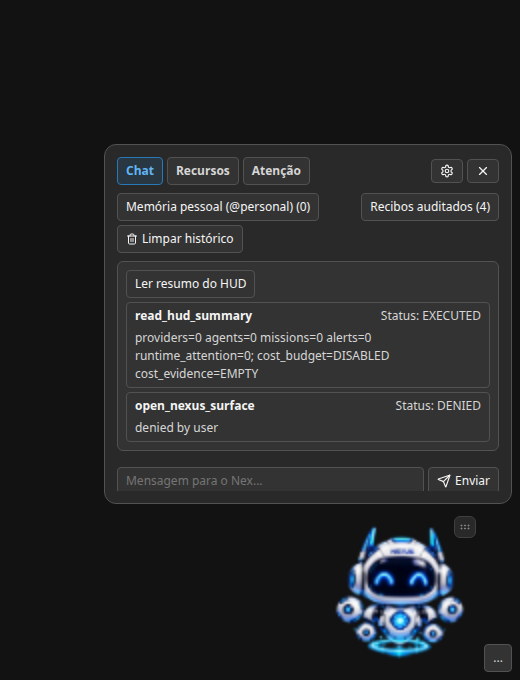 Chat Recursos Atenção
Memória pessoal (@personal) (0) Recibos auditados (4)
Limpar histórico
Ler resumo do HUD
read_hud_summary Status: EXECUTED
providers=0 agents=0 missions=0 alerts=0
runtime_attention=0; cost_budget=DISABLED
cost_evidence=EMPTY
open_nexus_surface Status: DENIED
denied by user
Mensagem para o Nex... Enviar
NEXUS
...